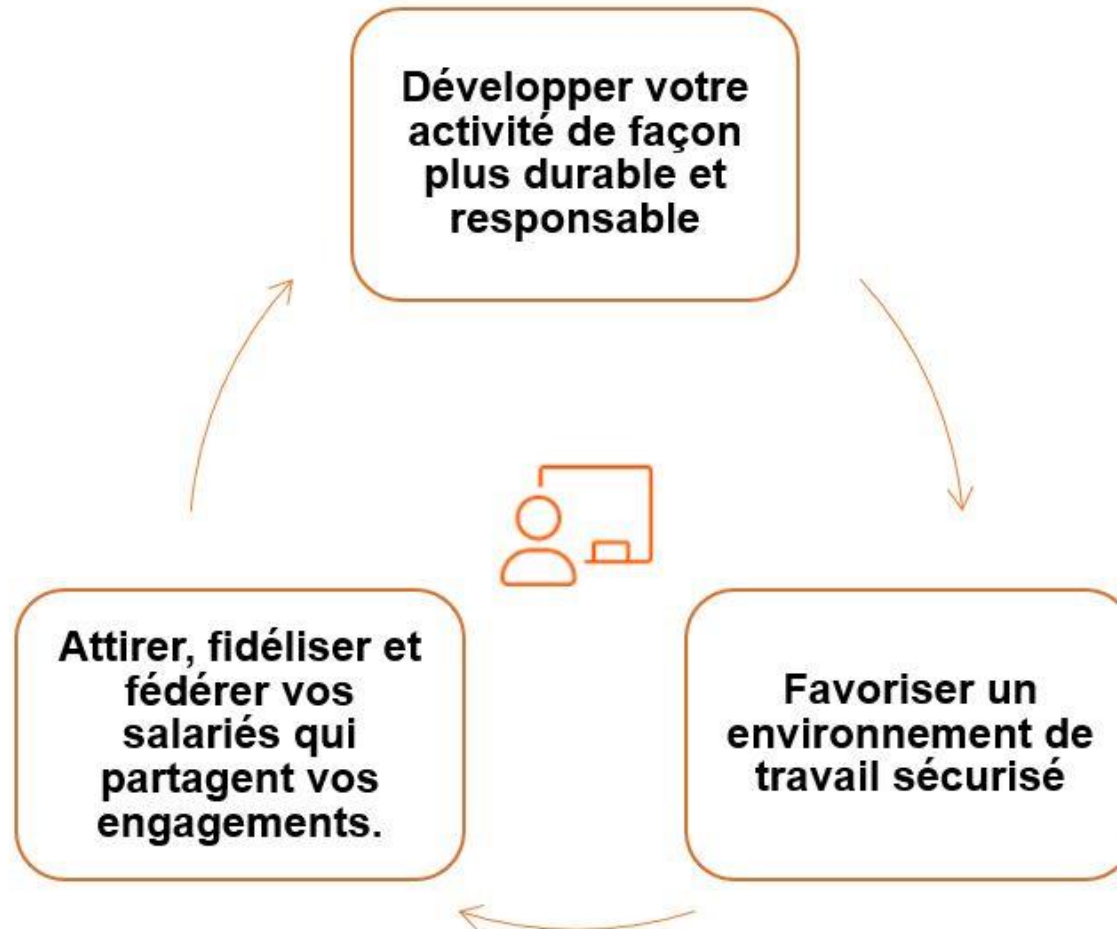 Développer votre
activité de façon
plus durable et
responsable
Attirer, fidéliser et
fédérer vos
salariés qui
partagent vos
engagements.
Favoriser un
environnement de
travail sécurisé